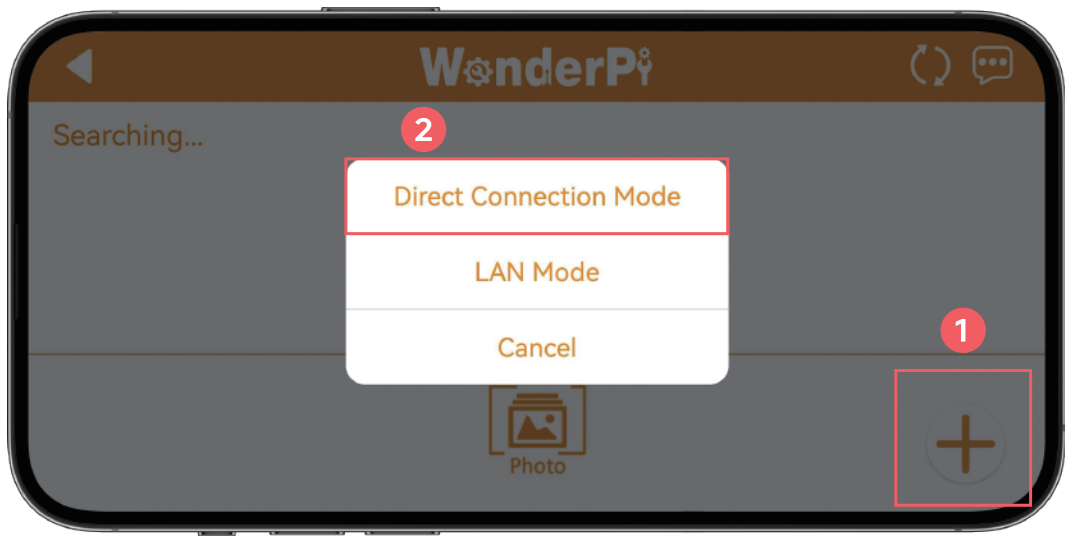 WonderPi
Searching...
2
Direct Connection Mode
LAN Mode
Cancel
1
Photo